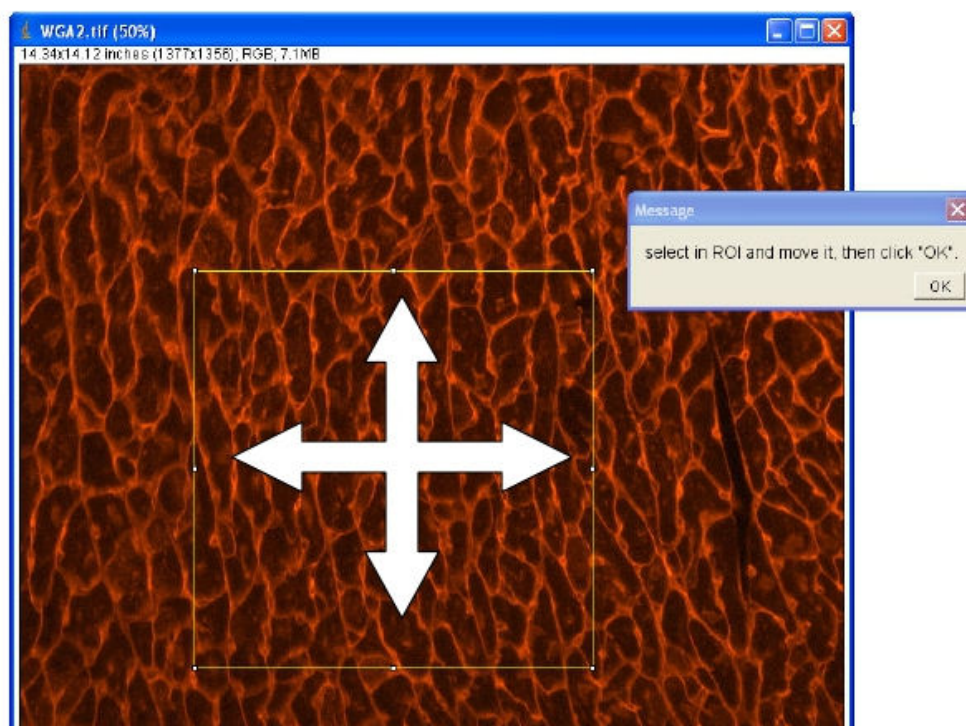 WGA2.tif (50%)
14.34x14.12 inches (1377x1356); RGB; 7.1MB
Message
select in ROI and move it, then click "OK".
OK